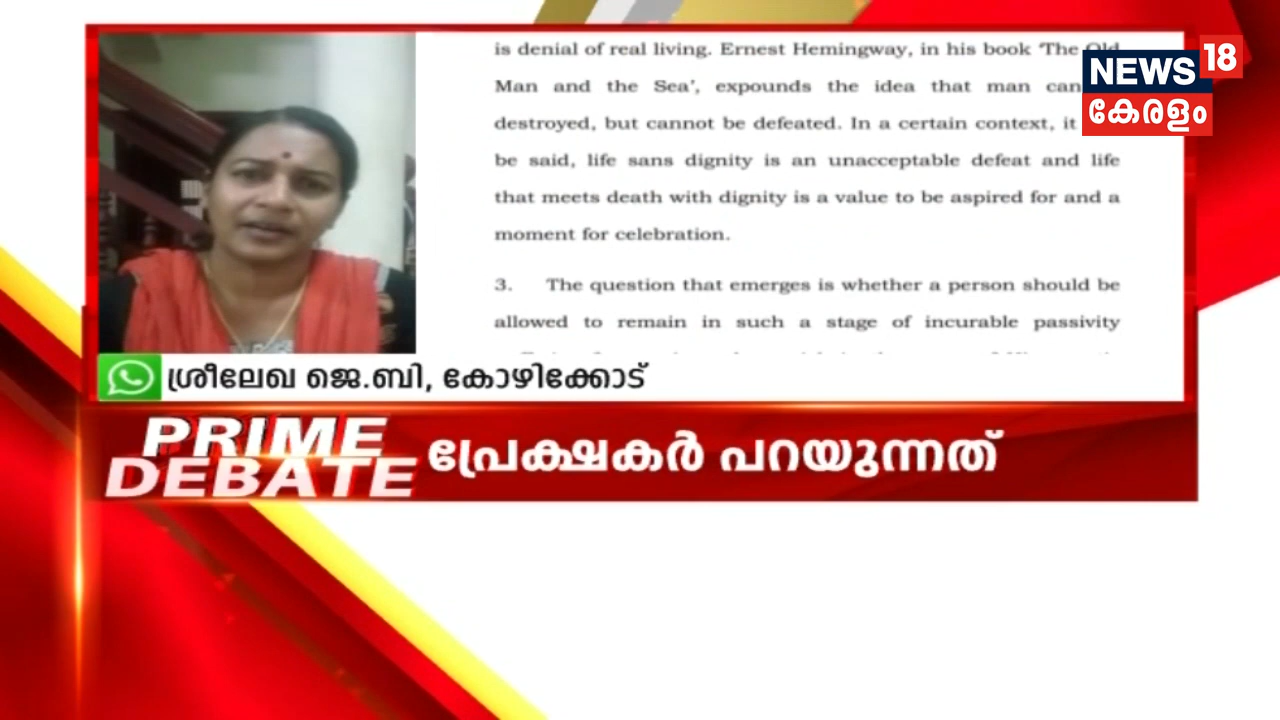 is denial of real living. Ernest Hemingway, in his book 'The Old
Man and the Sea', expounds the idea that man can
destroyed, but cannot be defeated. In a certain context, it
be said, life sans dignity is an unacceptable defeat and life
that meets death with dignity is a value to be aspired for and a
moment for celebration.
3. The question that emerges is whether a person should be
allowed to remain in such a stage of incurable passivity
NEWS 18
കേരളം
ശ്രീലേഖ ജെ.ബി, കോഴിക്കോട്
PRIME
DEBATE
പ്രേക്ഷകർ പറയുന്നത്